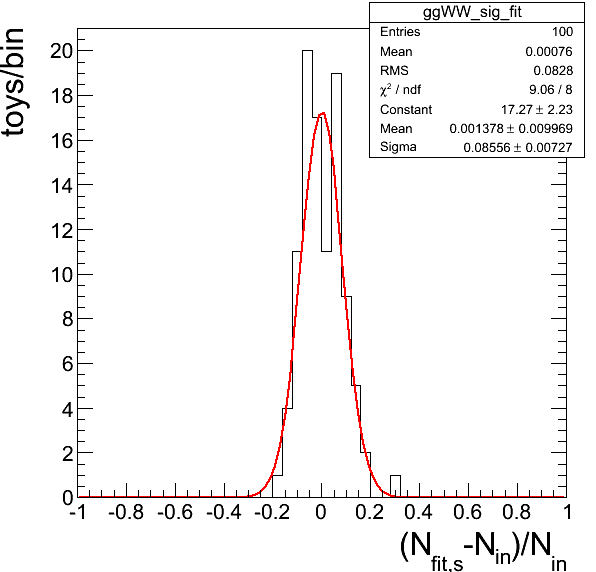 ggWW_sig_fit
Entries 100
Mean 0.00076
RMS 0.0828
χ² / ndf 9.06 / 8
Constant 17.27 ± 2.23
Mean 0.001378 ± 0.009969
Sigma 0.08556 ± 0.00727
toys/bin
20
18
16
14
12
10
8
6
4
2
0
-1 -0.8 -0.6 -0.4 -0.2 0 0.2 0.4 0.6 0.8 1
(N_fit,s-N_in)/N_in